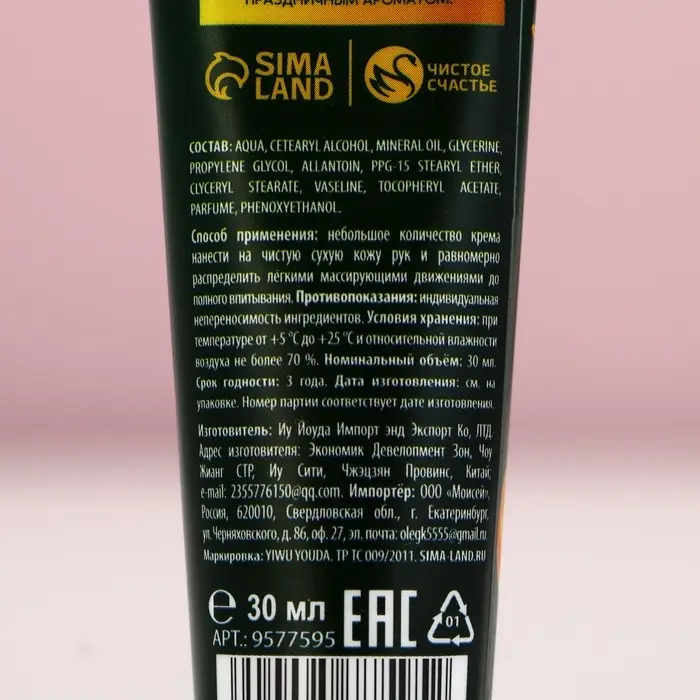 ПРАЗДНИЧНЫМ АРОМАТОМ.
SIMA LAND
ЧИСТОЕ СЧАСТЬЕ
СОСТАВ: AQUA, CETEARYL ALCOHOL, MINERAL OIL, GLYCERINE,
PROPYLENE GLYCOL, ALLANTOIN, PPG-15 STEARYL ETHER,
GLYCERYL STEARATE, VASELINE, TOCOPHERYL ACETATE,
PARFUME, PHENOXYETHANOL.
Способ применения: небольшое количество крема
нанести на чистую сухую кожу рук и равномерно
распределить лёгкими массирующими движениями до
полного впитывания. Противопоказания: индивидуальная
непереносимость ингредиентов. Условия хранения: при
температуре от +5 °C до +25 °C и относительной влажности
воздуха не более 70 %. Номинальный объём: 30 мл.
Срок годности: 3 года. Дата изготовления: см. на
упаковке. Номер партии соответствует дате изготовления.
Изготовитель: Иу Йоуда Импорт энд Экспорт Ко, ЛТД.
Адрес изготовителя: Экономик Девелопмент Зон, Чоу
Жианг СТР, Иу Сити, Чжэцзян Провинс, Китай;
e-mail: 2355776150@qq.com. Импортёр: ООО «Моисей»,
Россия, 620010, Свердловская обл., г. Екатеринбург,
ул. Черняховского, д. 86, оф. 27, эл. почта: olegk5555@gmail.ru.
Маркировка: YIWU YOUDA. ТР ТС 009/2011. SIMA-LAND.RU
℮ 30 мл EAC 01
АРТ.: 9577595